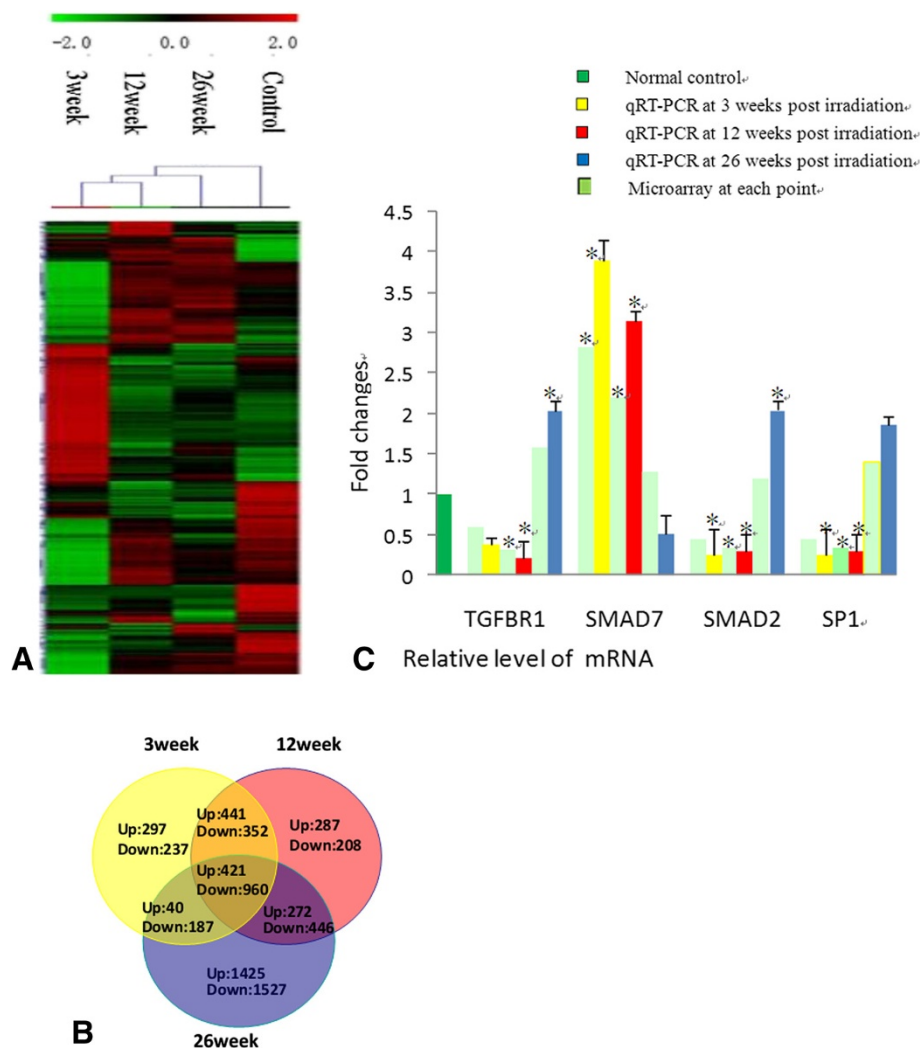 -2.0 0.0 2.0
3week
12week
26week
Control
A
Normal control
qRT-PCR at 3 weeks post irradiation
qRT-PCR at 12 weeks post irradiation
qRT-PCR at 26 weeks post irradiation
Microarray at each point
Fold changes
4.5
4
3.5
3
2.5
2
1.5
1
0.5
0
* * * * * * * * * * * * *
TGFBR1 SMAD7 SMAD2 SP1
C Relative level of mRNA
3week 12week
Up:297
Down:237
Up:441
Down:352
Up:287
Down:208
Up:421
Down:960
Up:40
Down:187
Up:272
Down:446
Up:1425
Down:1527
B
26week